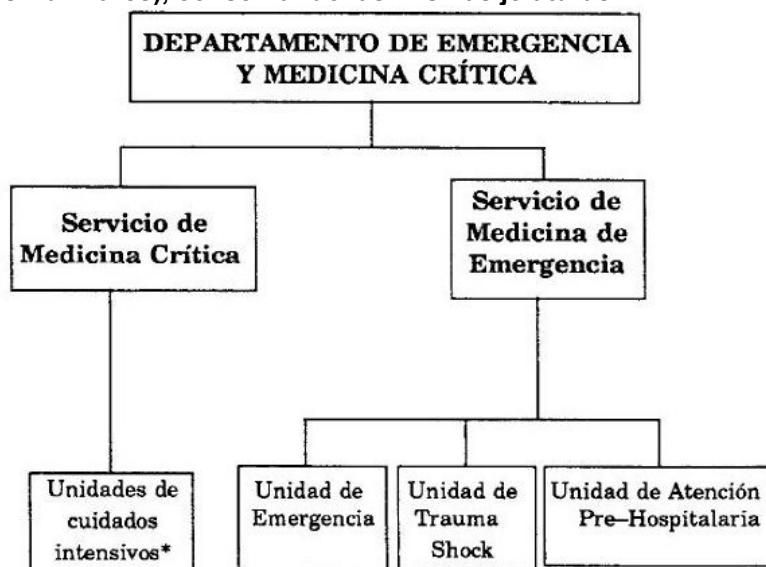 DEPARTAMENTO DE EMERGENCIA
Y MEDICINA CRÍTICA
Servicio de
Medicina Crítica
Servicio de
Medicina de
Emergencia
Unidades de
cuidados
intensivos*
Unidad de
Emergencia
Unidad de
Trauma
Shock
Unidad de Atención
Pre–Hospitalaria